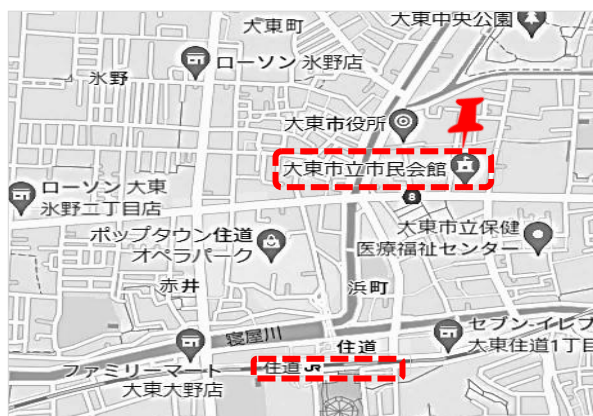 大東町
大東中央公園
ローソン 氷野店
氷野
大東市役所
大東市立市民会館
ローソン 大東
氷野二丁目店
8
大東市立保健
医療福祉センター
ポップタウン住道
オペラパーク
赤井
浜町
寝屋川
住道
セブン-イレブ
大東住道1丁目
ファミリーマート
大東大野店
住道 JR